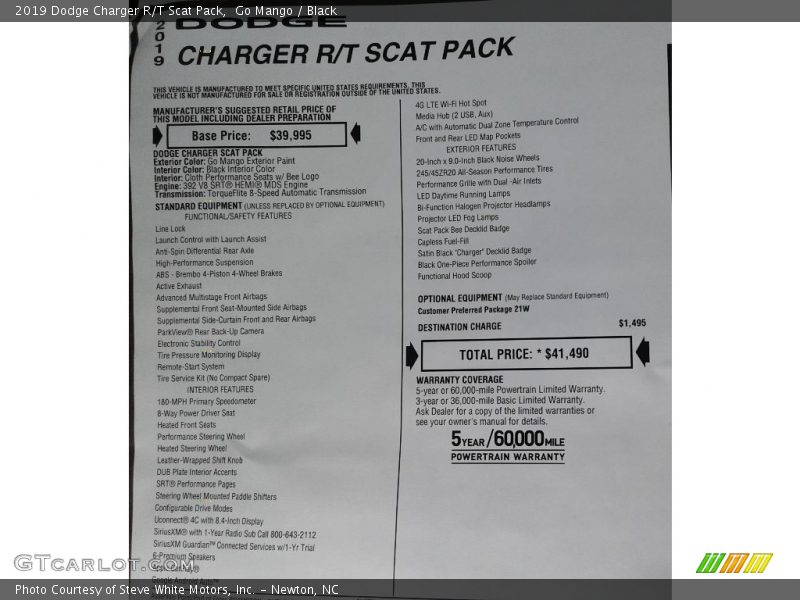 2019 Dodge Charger R/T Scat Pack,  Go Mango / Black
2019
DODGE
CHARGER R/T SCAT PACK
THIS VEHICLE IS MANUFACTURED TO MEET SPECIFIC UNITED STATES REQUIREMENTS. THIS
VEHICLE IS NOT MANUFACTURED FOR SALE OR REGISTRATION OUTSIDE OF THE UNITED STATES.
MANUFACTURER'S SUGGESTED RETAIL PRICE OF
THIS MODEL INCLUDING DEALER PREPARATION
Base Price: $39,995
DODGE CHARGER SCAT PACK
Exterior Color: Go Mango Exterior Paint
Interior Color: Black Interior Color
Interior: Cloth Performance Seats w/ Bee Logo
Engine: 392 V8 SRT® HEMI® MDS Engine
Transmission: TorqueFlite 8-Speed Automatic Transmission
STANDARD EQUIPMENT (UNLESS REPLACED BY OPTIONAL EQUIPMENT)
FUNCTIONAL/SAFETY FEATURES
Line Lock
Launch Control with Launch Assist
Anti-Spin Differential Rear Axle
High-Performance Suspension
ABS - Brembo 4-Piston 4-Wheel Brakes
Active Exhaust
Advanced Multistage Front Airbags
Supplemental Front Seat-Mounted Side Airbags
Supplemental Side-Curtain Front and Rear Airbags
ParkView® Rear Back-Up Camera
Electronic Stability Control
Tire Pressure Monitoring Display
Remote-Start System
Tire Service Kit (No Compact Spare)
INTERIOR FEATURES
180-MPH Primary Speedometer
8-Way Power Driver Seat
Heated Front Seats
Performance Steering Wheel
Heated Steering Wheel
Leather-Wrapped Shift Knob
DUB Plate Interior Accents
SRT® Performance Pages
Steering Wheel Mounted Paddle Shifters
Configurable Drive Modes
Uconnect® 4C with 8.4-Inch Display
SiriusXM® with 1-Year Radio Sub Call 800-643-2112
SiriusXM Guardian™ Connected Services w/1-Yr Trial
6 Premium Speakers
Apple CarPlay®
Google Android Auto™
4G LTE Wi-Fi Hot Spot
Media Hub (2 USB, Aux)
A/C with Automatic Dual Zone Temperature Control
Front and Rear LED Map Pockets
EXTERIOR FEATURES
20-Inch x 9.0-Inch Black Noise Wheels
245/45ZR20 All-Season Performance Tires
Performance Grille with Dual -Air Inlets
LED Daytime Running Lamps
Bi-Function Halogen Projector Headlamps
Projector LED Fog Lamps
Scat Pack Bee Decklid Badge
Capless Fuel-Fill
Satin Black "Charger" Decklid Badge
Black One-Piece Performance Spoiler
Functional Hood Scoop
OPTIONAL EQUIPMENT (May Replace Standard Equipment)
Customer Preferred Package 21W
DESTINATION CHARGE $1,495
TOTAL PRICE: * $41,490
WARRANTY COVERAGE
5-year or 60,000-mile Powertrain Limited Warranty.
3-year or 36,000-mile Basic Limited Warranty.
Ask Dealer for a copy of the limited warranties or
see your owner's manual for details.
5YEAR/60,000MILE
POWERTRAIN WARRANTY
GTCARLOT.COM
Photo Courtesy of Steve White Motors, Inc. – Newton, NC